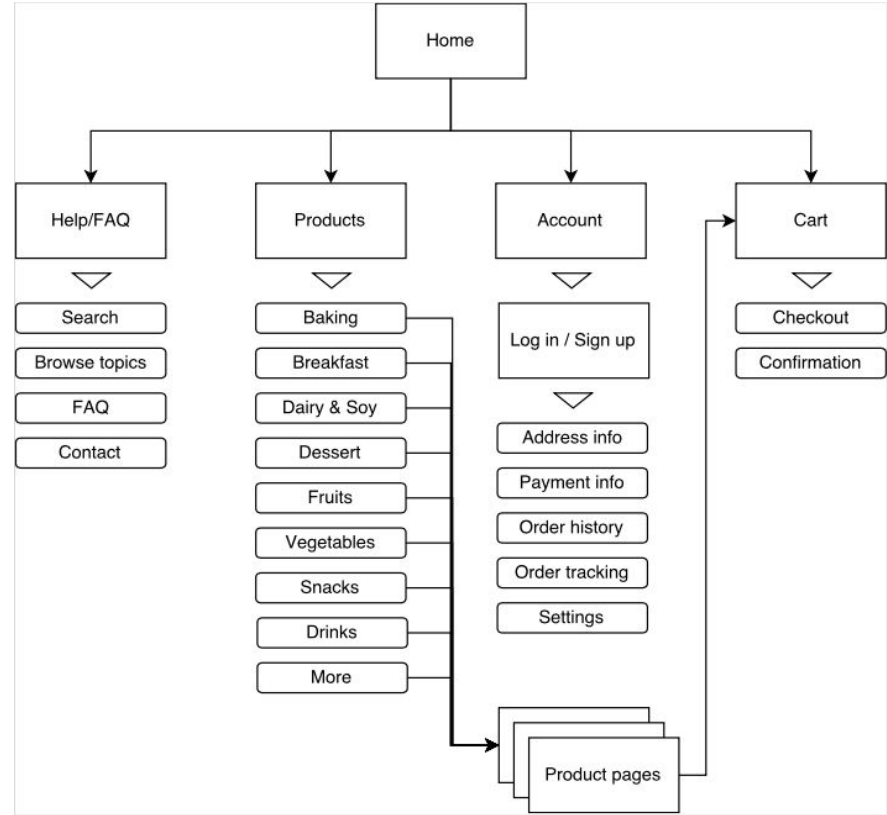 Home
Help/FAQ
Products
Account
Cart
Search
Browse topics
FAQ
Contact
Baking
Breakfast
Dairy & Soy
Dessert
Fruits
Vegetables
Snacks
Drinks
More
Log in / Sign up
Address info
Payment info
Order history
Order tracking
Settings
Checkout
Confirmation
Product pages